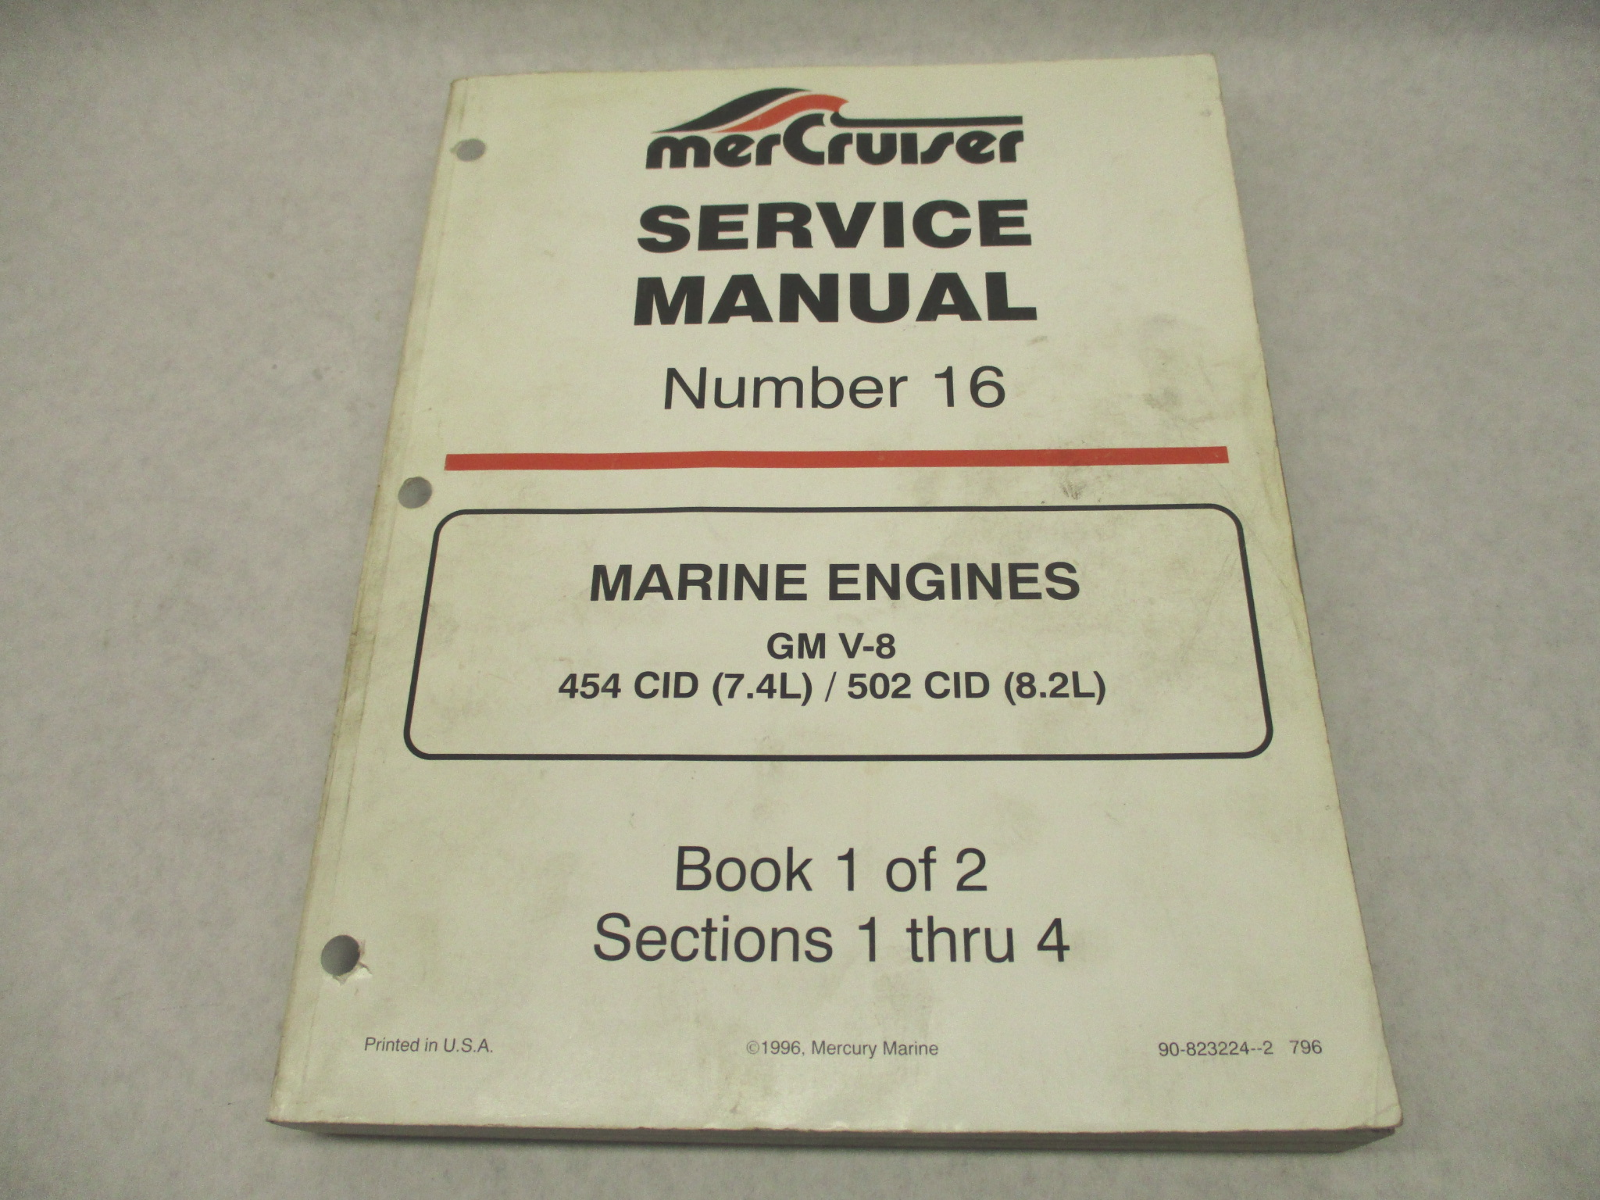 merCruiser
SERVICE
MANUAL
Number 16
MARINE ENGINES
GM V-8
454 CID (7.4L) / 502 CID (8.2L)
Book 1 of 2
Sections 1 thru 4
Printed in U.S.A.
©1996, Mercury Marine
90-823224--2 796